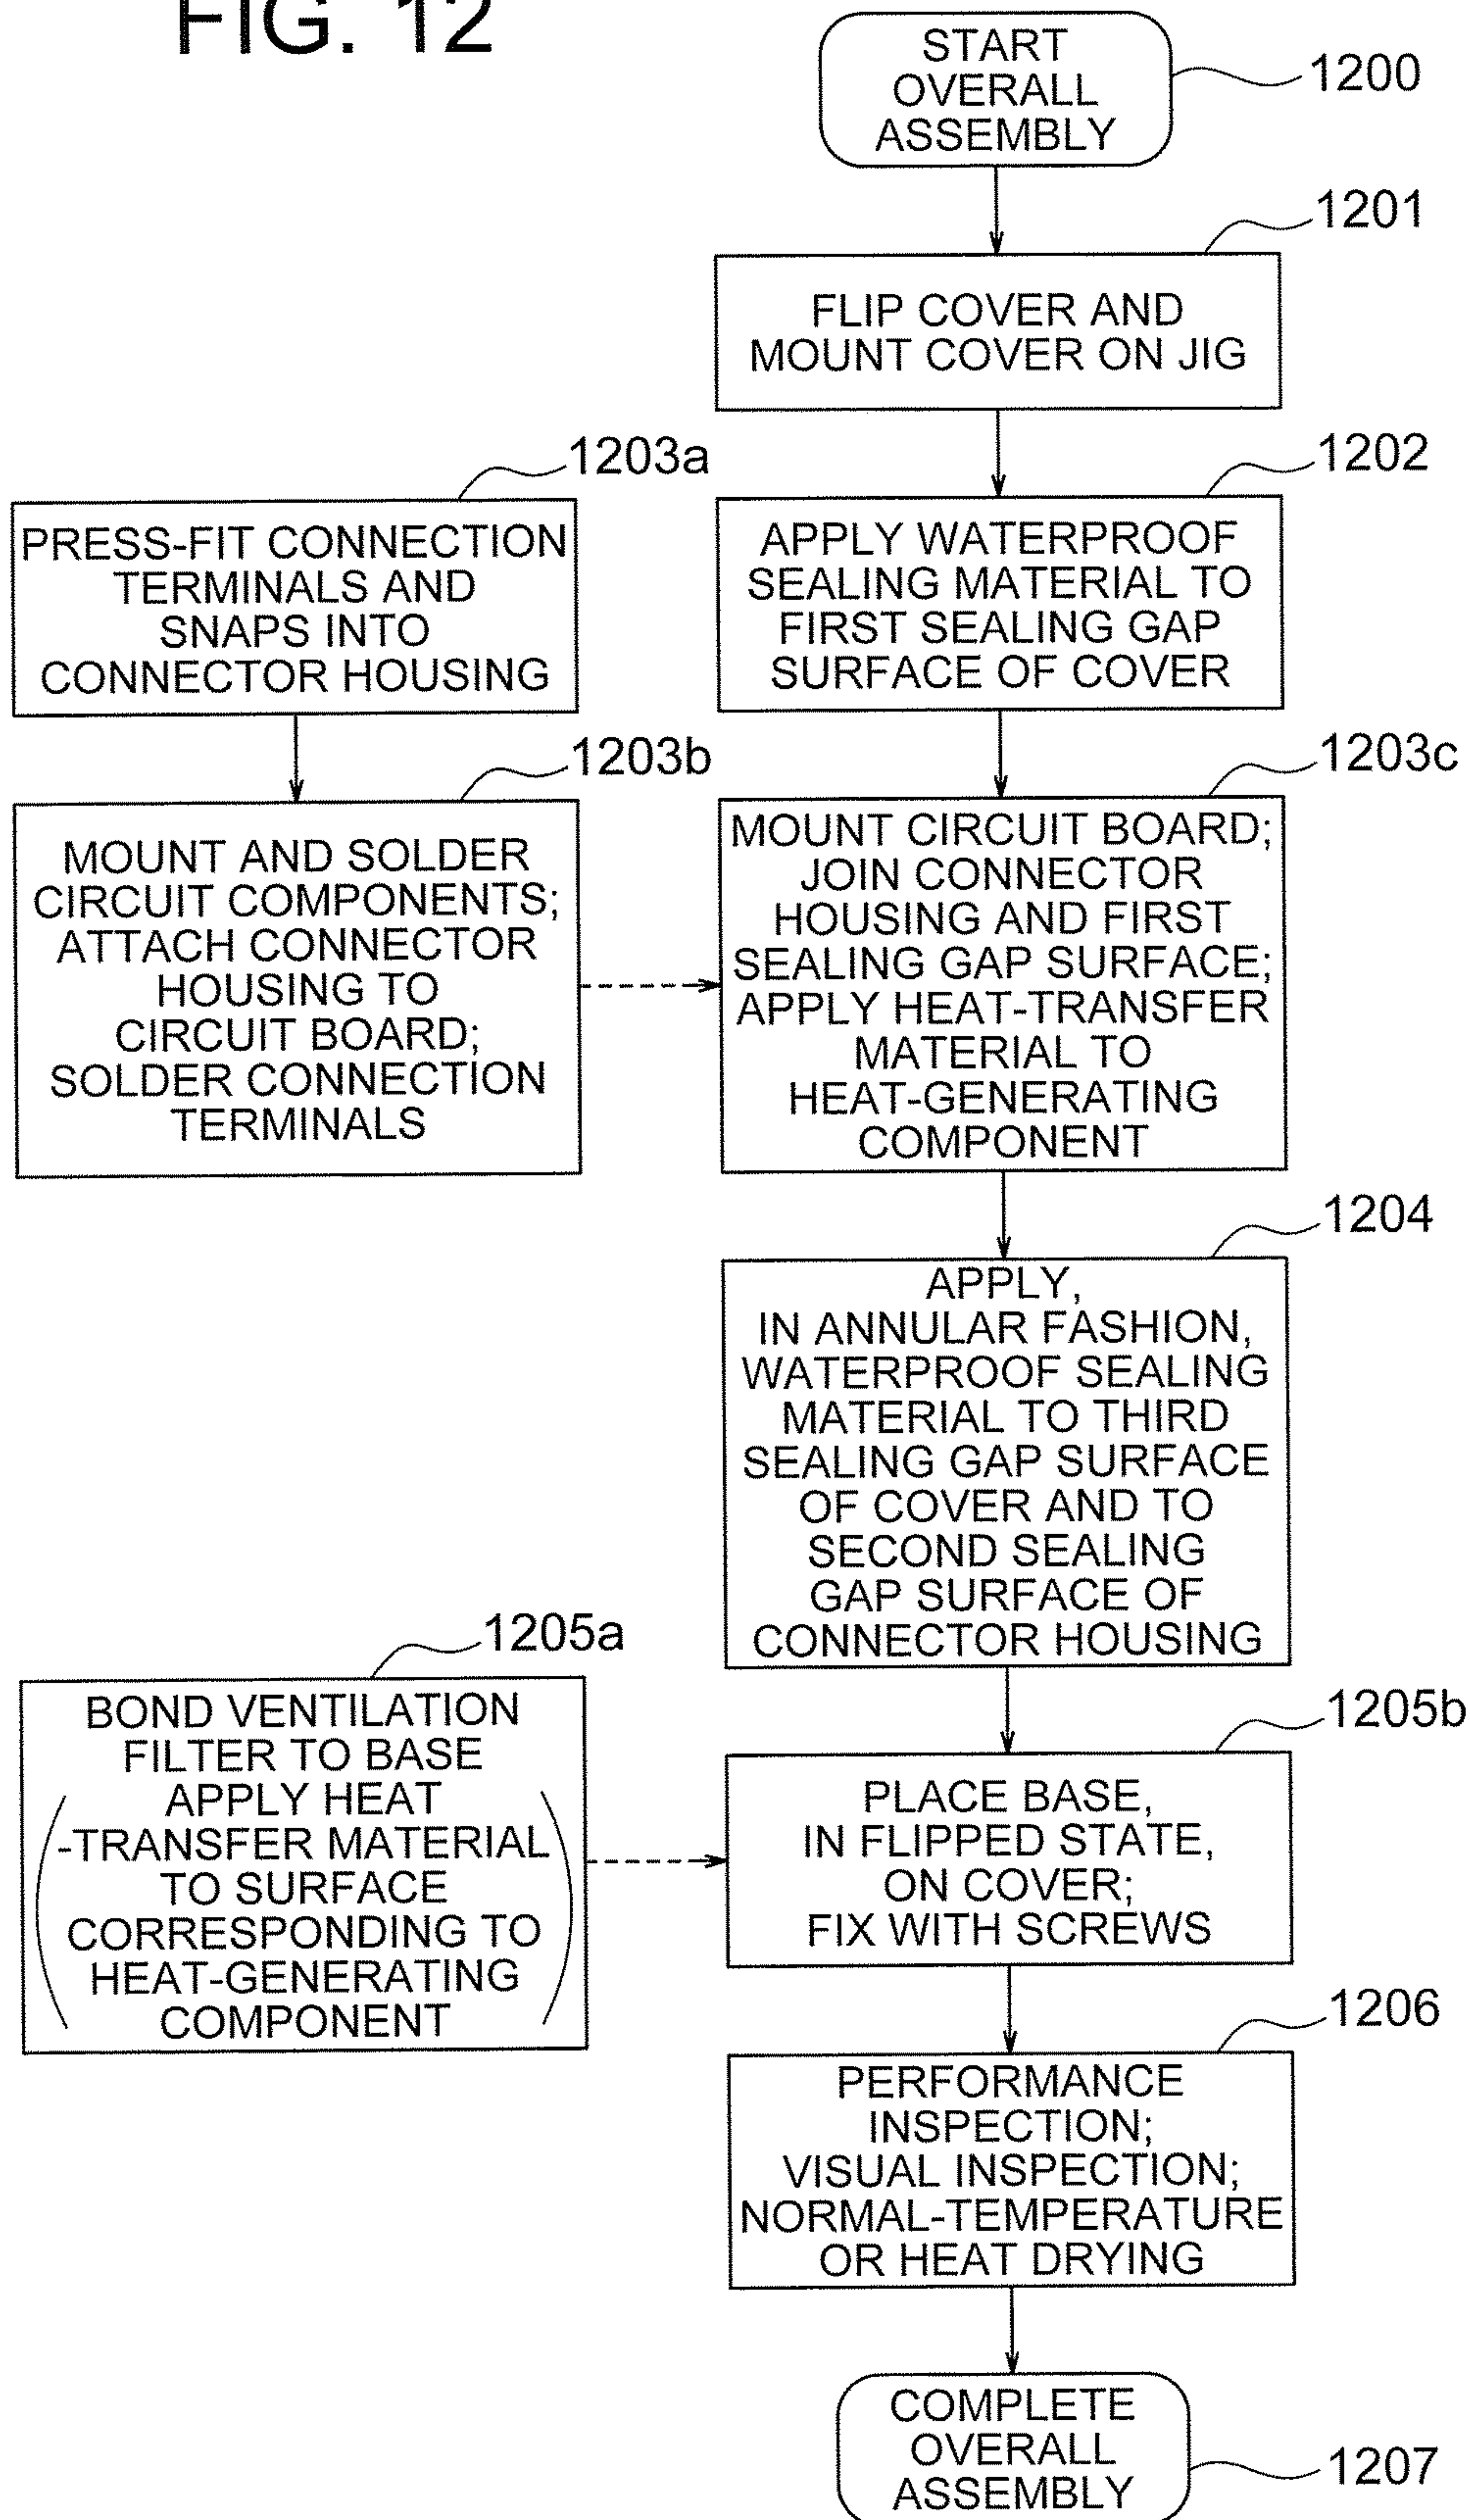 FIG. 12
START
OVERALL
ASSEMBLY
1200
1201
FLIP COVER AND
MOUNT COVER ON JIG
1202
APPLY WATERPROOF
SEALING MATERIAL TO
FIRST SEALING GAP
SURFACE OF COVER
1203a
PRESS-FIT CONNECTION
TERMINALS AND
SNAPS INTO
CONNECTOR HOUSING
1203b
MOUNT AND SOLDER
CIRCUIT COMPONENTS;
ATTACH CONNECTOR
HOUSING TO
CIRCUIT BOARD;
SOLDER CONNECTION
TERMINALS
1203c
MOUNT CIRCUIT BOARD;
JOIN CONNECTOR
HOUSING AND FIRST
SEALING GAP SURFACE;
APPLY HEAT-TRANSFER
MATERIAL TO
HEAT-GENERATING
COMPONENT
1204
APPLY,
IN ANNULAR FASHION,
WATERPROOF SEALING
MATERIAL TO THIRD
SEALING GAP SURFACE
OF COVER AND TO
SECOND SEALING
GAP SURFACE OF
CONNECTOR HOUSING
1205a
BOND VENTILATION
FILTER TO BASE
APPLY HEAT
-TRANSFER MATERIAL
TO SURFACE
CORRESPONDING TO
HEAT-GENERATING
COMPONENT
1205b
PLACE BASE,
IN FLIPPED STATE,
ON COVER;
FIX WITH SCREWS
1206
PERFORMANCE
INSPECTION;
VISUAL INSPECTION;
NORMAL-TEMPERATURE
OR HEAT DRYING
COMPLETE
OVERALL
ASSEMBLY
1207